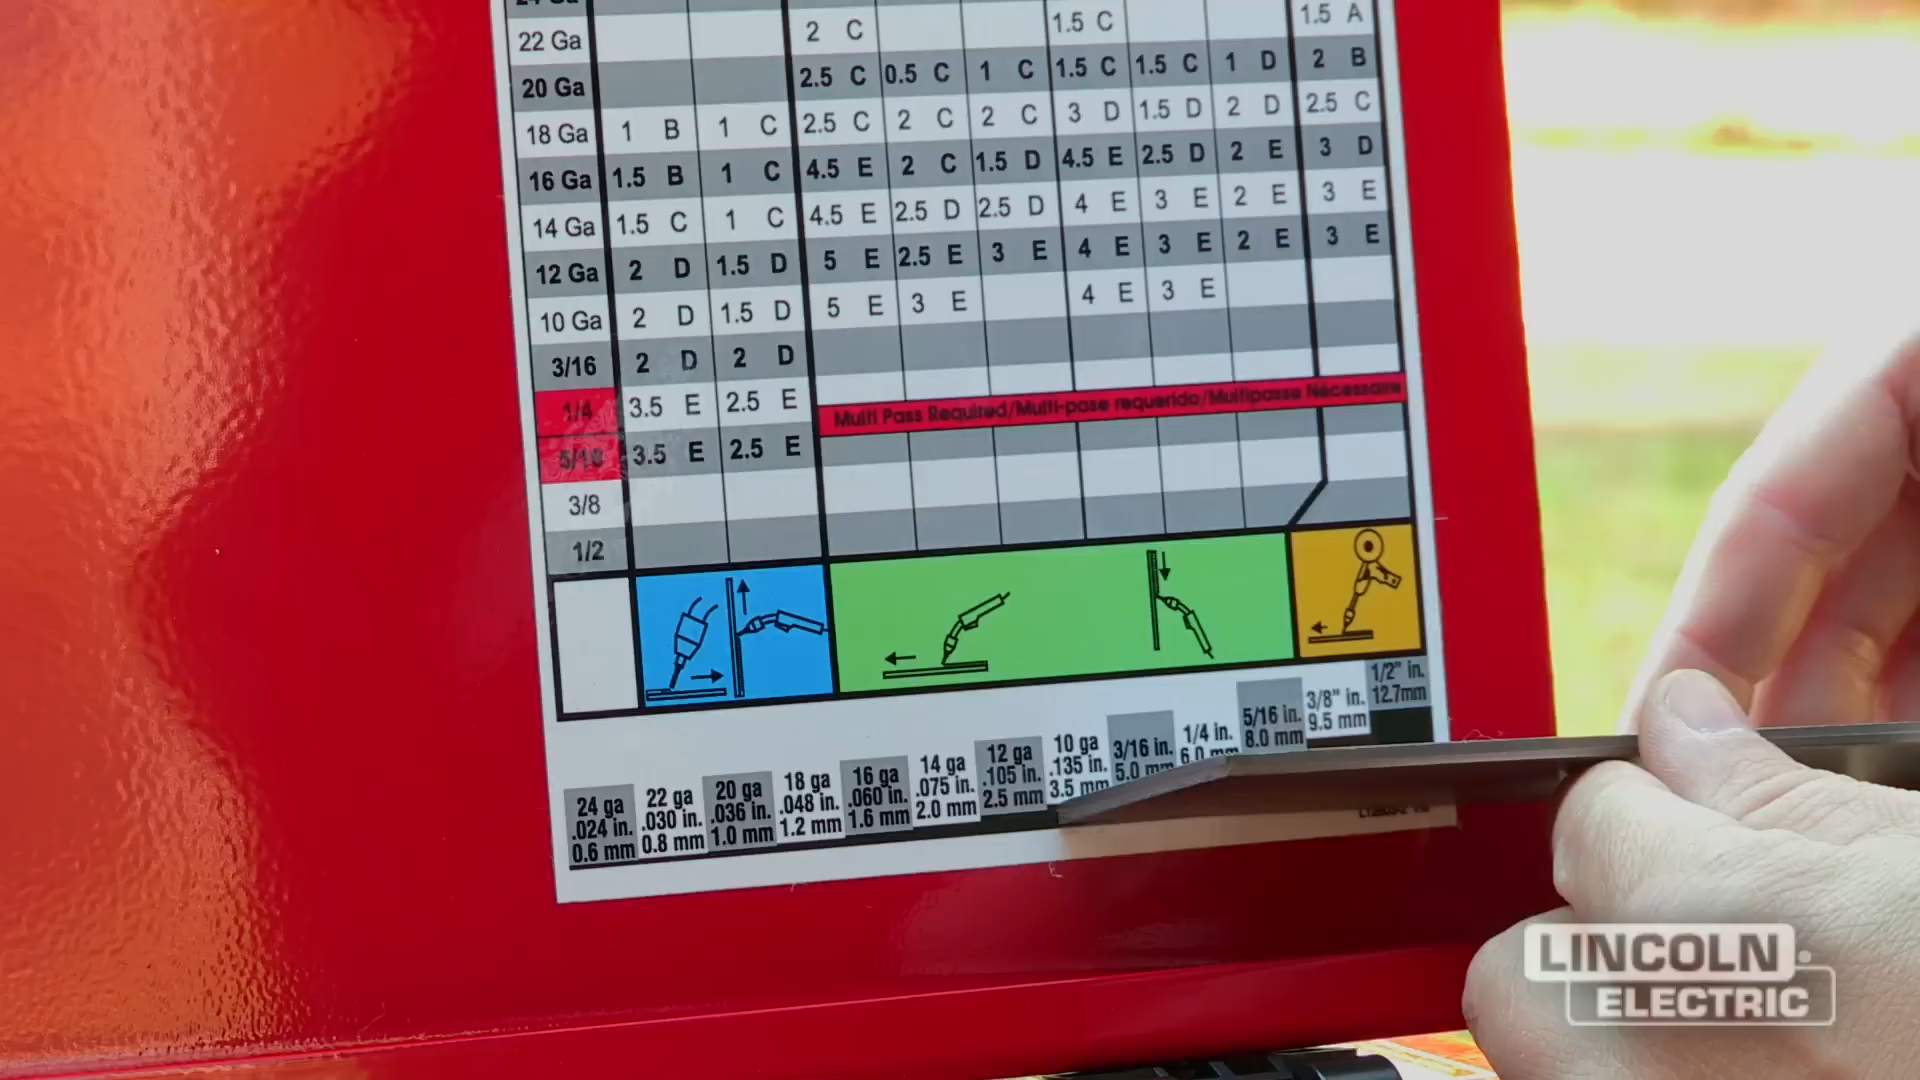 22 Ga 2 C 1.5 C 1.5 A
20 Ga 2.5 C 0.5 C 1 C 1.5 C 1.5 C 1 D 2 B
18 Ga 1 B 1 C 2.5 C 2 C 2 C 3 D 1.5 D 2 D 2.5 C
16 Ga 1.5 B 1 C 4.5 E 2 C 1.5 D 4.5 E 2.5 D 2 E 3 D
14 Ga 1.5 C 1 C 4.5 E 2.5 D 2.5 D 4 E 3 E 2 E 3 E
12 Ga 2 D 1.5 D 5 E 2.5 E 3 E 4 E 3 E 2 E 3 E
10 Ga 2 D 1.5 D 5 E 3 E 4 E 3 E
3/16 2 D 2 D
1/4 3.5 E 2.5 E
Multi Pass Required/Multi-pase requerido/Multipasse Nécessaire
5/16 3.5 E 2.5 E
3/8
1/2
24 ga
.024 in.
0.6 mm
22 ga
.030 in.
0.8 mm
20 ga
.036 in.
1.0 mm
18 ga
.048 in.
1.2 mm
16 ga
.060 in.
1.6 mm
14 ga
.075 in.
2.0 mm
12 ga
.105 in.
2.5 mm
10 ga
.135 in.
3.5 mm
3/16 in.
5.0 mm
1/4 in.
6.0 mm
5/16 in.
8.0 mm
3/8" in.
9.5 mm
1/2" in.
12.7mm
LINCOLN
ELECTRIC